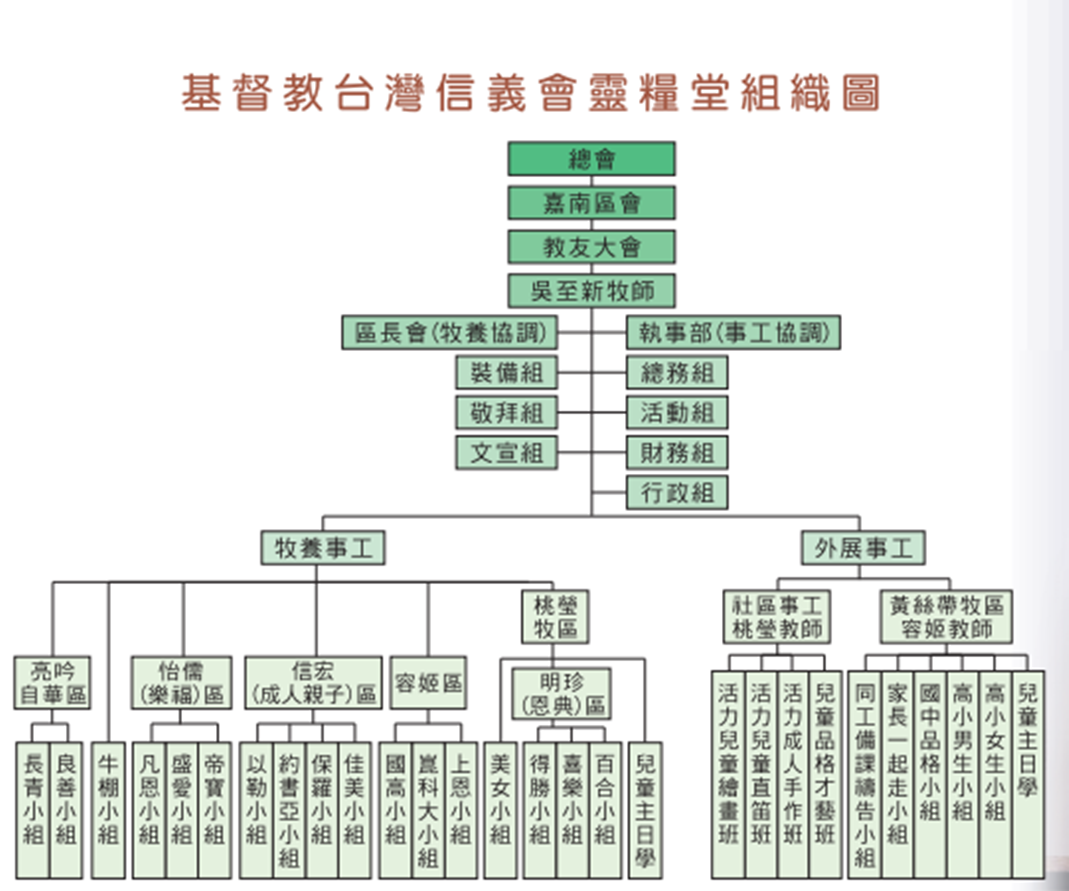 基督教台灣信義會靈糧堂組織圖
總會
嘉南區會
教友大會
吳至新牧師
區長會(牧養協調)
執事部(事工協調)
裝備組
總務組
敬拜組
活動組
文宣組
財務組
行政組
牧養事工
外展事工
桃瑩
牧區
社區事工
桃瑩教師
黃絲帶牧區
容姬教師
亮吟
自華區
怡儒
(樂福)區
信宏
(成人親子)區
容姬區
明珍
(恩典)區
長青小組
良善小組
牛棚小組
凡恩小組
盛愛小組
帝寶小組
以勒小組
約書亞小組
保羅小組
佳美小組
國高小組
崑科大小組
上恩小組
美女小組
得勝小組
喜樂小組
百合小組
兒童主日學
活力兒童繪畫班
活力兒童直笛班
活力成人手作班
兒童品格才藝班
同工備課禱告小組
家長一起走小組
國中品格小組
高小男生小組
高小女生小組
兒童主日學